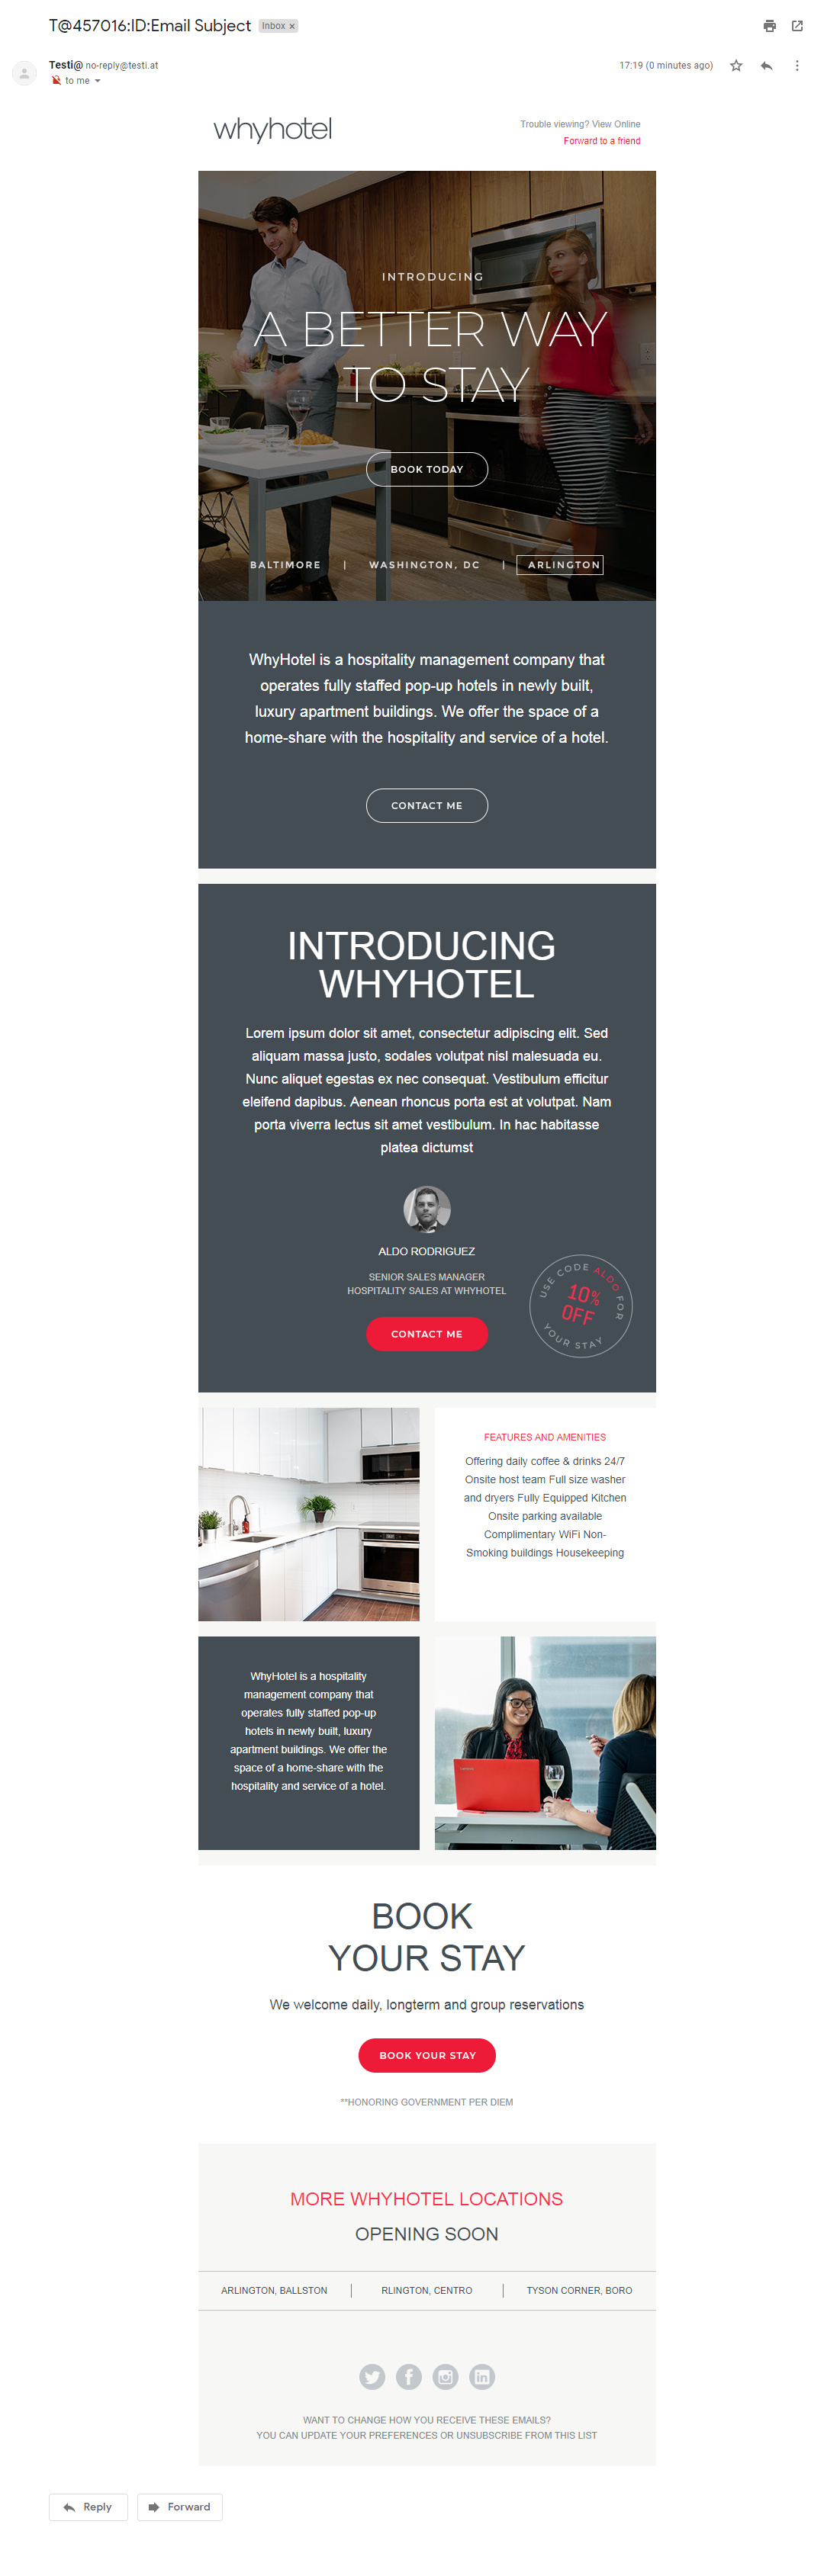 T@457016:ID:Email Subject Inbox x
Testi@ no-reply@testi.at
17:19 (0 minutes ago)
to me
whyhotel
Trouble viewing? View Online
Forward to a friend
INTRODUCING
A BETTER WAY
TO STAY
BOOK TODAY
BALTIMORE | WASHINGTON, DC | ARLINGTON
WhyHotel is a hospitality management company that
operates fully staffed pop-up hotels in newly built,
luxury apartment buildings. We offer the space of a
home-share with the hospitality and service of a hotel.
CONTACT ME
INTRODUCING
WHYHOTEL
Lorem ipsum dolor sit amet, consectetur adipiscing elit. Sed
aliquam massa justo, sodales volutpat nisl malesuada eu.
Nunc aliquet egestas ex nec consequat. Vestibulum efficitur
eleifend dapibus. Aenean rhoncus porta est at volutpat. Nam
porta viverra lectus sit amet vestibulum. In hac habitasse
platea dictumst
ALDO RODRIGUEZ
SENIOR SALES MANAGER
HOSPITALITY SALES AT WHYHOTEL
CONTACT ME
USE CODE ALDO FOR
10%
OFF
YOUR STAY
FEATURES AND AMENITIES
Offering daily coffee & drinks 24/7
Onsite host team Full size washer
and dryers Fully Equipped Kitchen
Onsite parking available
Complimentary WiFi Non-
Smoking buildings Housekeeping
WhyHotel is a hospitality
management company that
operates fully staffed pop-up
hotels in newly built, luxury
apartment buildings. We offer the
space of a home-share with the
hospitality and service of a hotel.
BOOK
YOUR STAY
We welcome daily, longterm and group reservations
BOOK YOUR STAY
**HONORING GOVERNMENT PER DIEM
MORE WHYHOTEL LOCATIONS
OPENING SOON
ARLINGTON, BALLSTON | RLINGTON, CENTRO | TYSON CORNER, BORO
WANT TO CHANGE HOW YOU RECEIVE THESE EMAILS?
YOU CAN UPDATE YOUR PREFERENCES OR UNSUBSCRIBE FROM THIS LIST
Reply
Forward